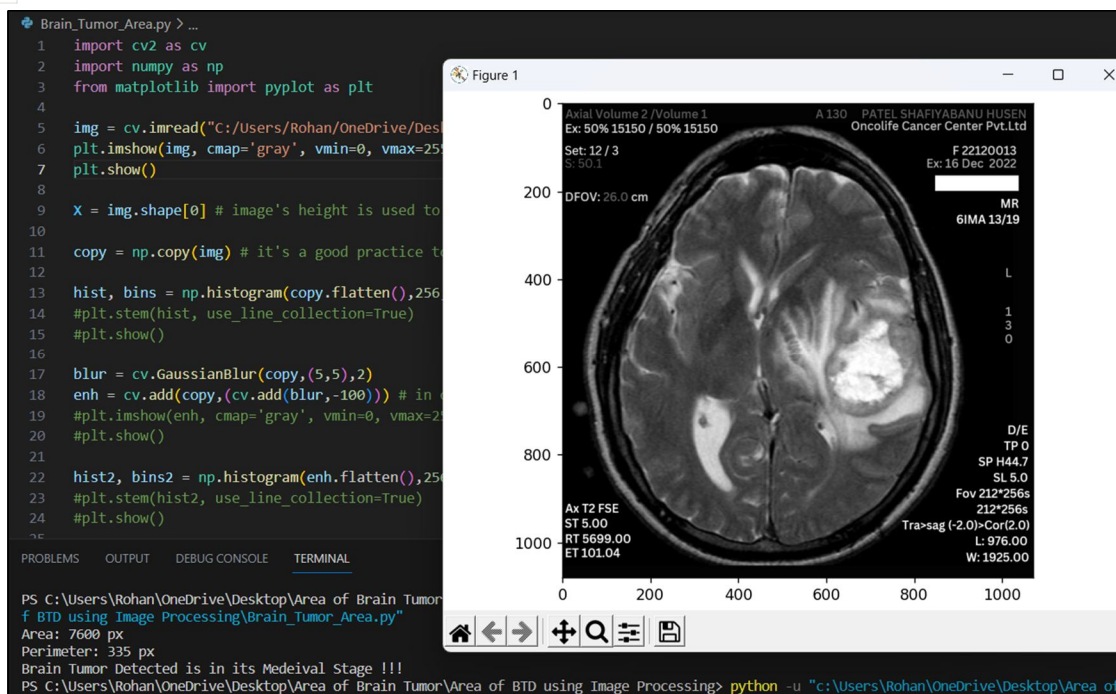 Brain_Tumor_Area.py > ...
1 import cv2 as cv
2 import numpy as np
3 from matplotlib import pyplot as plt
4
5 img = cv.imread("C:/Users/Rohan/OneDrive/Des
6 plt.imshow(img, cmap='gray', vmin=0, vmax=255
7 plt.show()
8
9 X = img.shape[0] # image's height is used to
10
11 copy = np.copy(img) # it's a good practice to
12
13 hist, bins = np.histogram(copy.flatten(),256
14 #plt.stem(hist, use_line_collection=True)
15 #plt.show()
16
17 blur = cv.GaussianBlur(copy,(5,5),2)
18 enh = cv.add(copy,(cv.add(blur,-100))) # in
19 #plt.imshow(enh, cmap='gray', vmin=0, vmax=2
20 #plt.show()
21
22 hist2, bins2 = np.histogram(enh.flatten(),25
23 #plt.stem(hist2, use_line_collection=True)
24 #plt.show()
PROBLEMS OUTPUT DEBUG CONSOLE TERMINAL
PS C:\Users\Rohan\OneDrive\Desktop\Area of Brain Tumor
f BTD using Image Processing\Brain_Tumor_Area.py"
Area: 7600 px
Perimeter: 335 px
Brain Tumor Detected is in its Medeival Stage !!!
PS C:\Users\Rohan\OneDrive\Desktop\Area of Brain Tumor\Area of BTD using Image Processing> python -u "c:\Users\Rohan\OneDrive\Desktop\Area o
Figure 1
0
200
400
600
800
1000
0 200 400 600 800 1000
Axial Volume 2 /Volume 1
Ex: 50% 15150 / 50% 15150
Set: 12 / 3
S: 50.1
DFOV: 26.0 cm
A 130 PATEL SHAFIYABANU HUSEN
Oncolife Cancer Center Pvt.Ltd
F 22120013
Ex: 16 Dec 2022
MR
6IMA 13/19
L
1
3
0
D/E
TP 0
SP H44.7
SL 5.0
Fov 212*256s
212*256s
Tra>sag (-2.0)>Cor(2.0)
L: 976.00
W: 1925.00
Ax T2 FSE
ST 5.00
RT 5699.00
ET 101.04